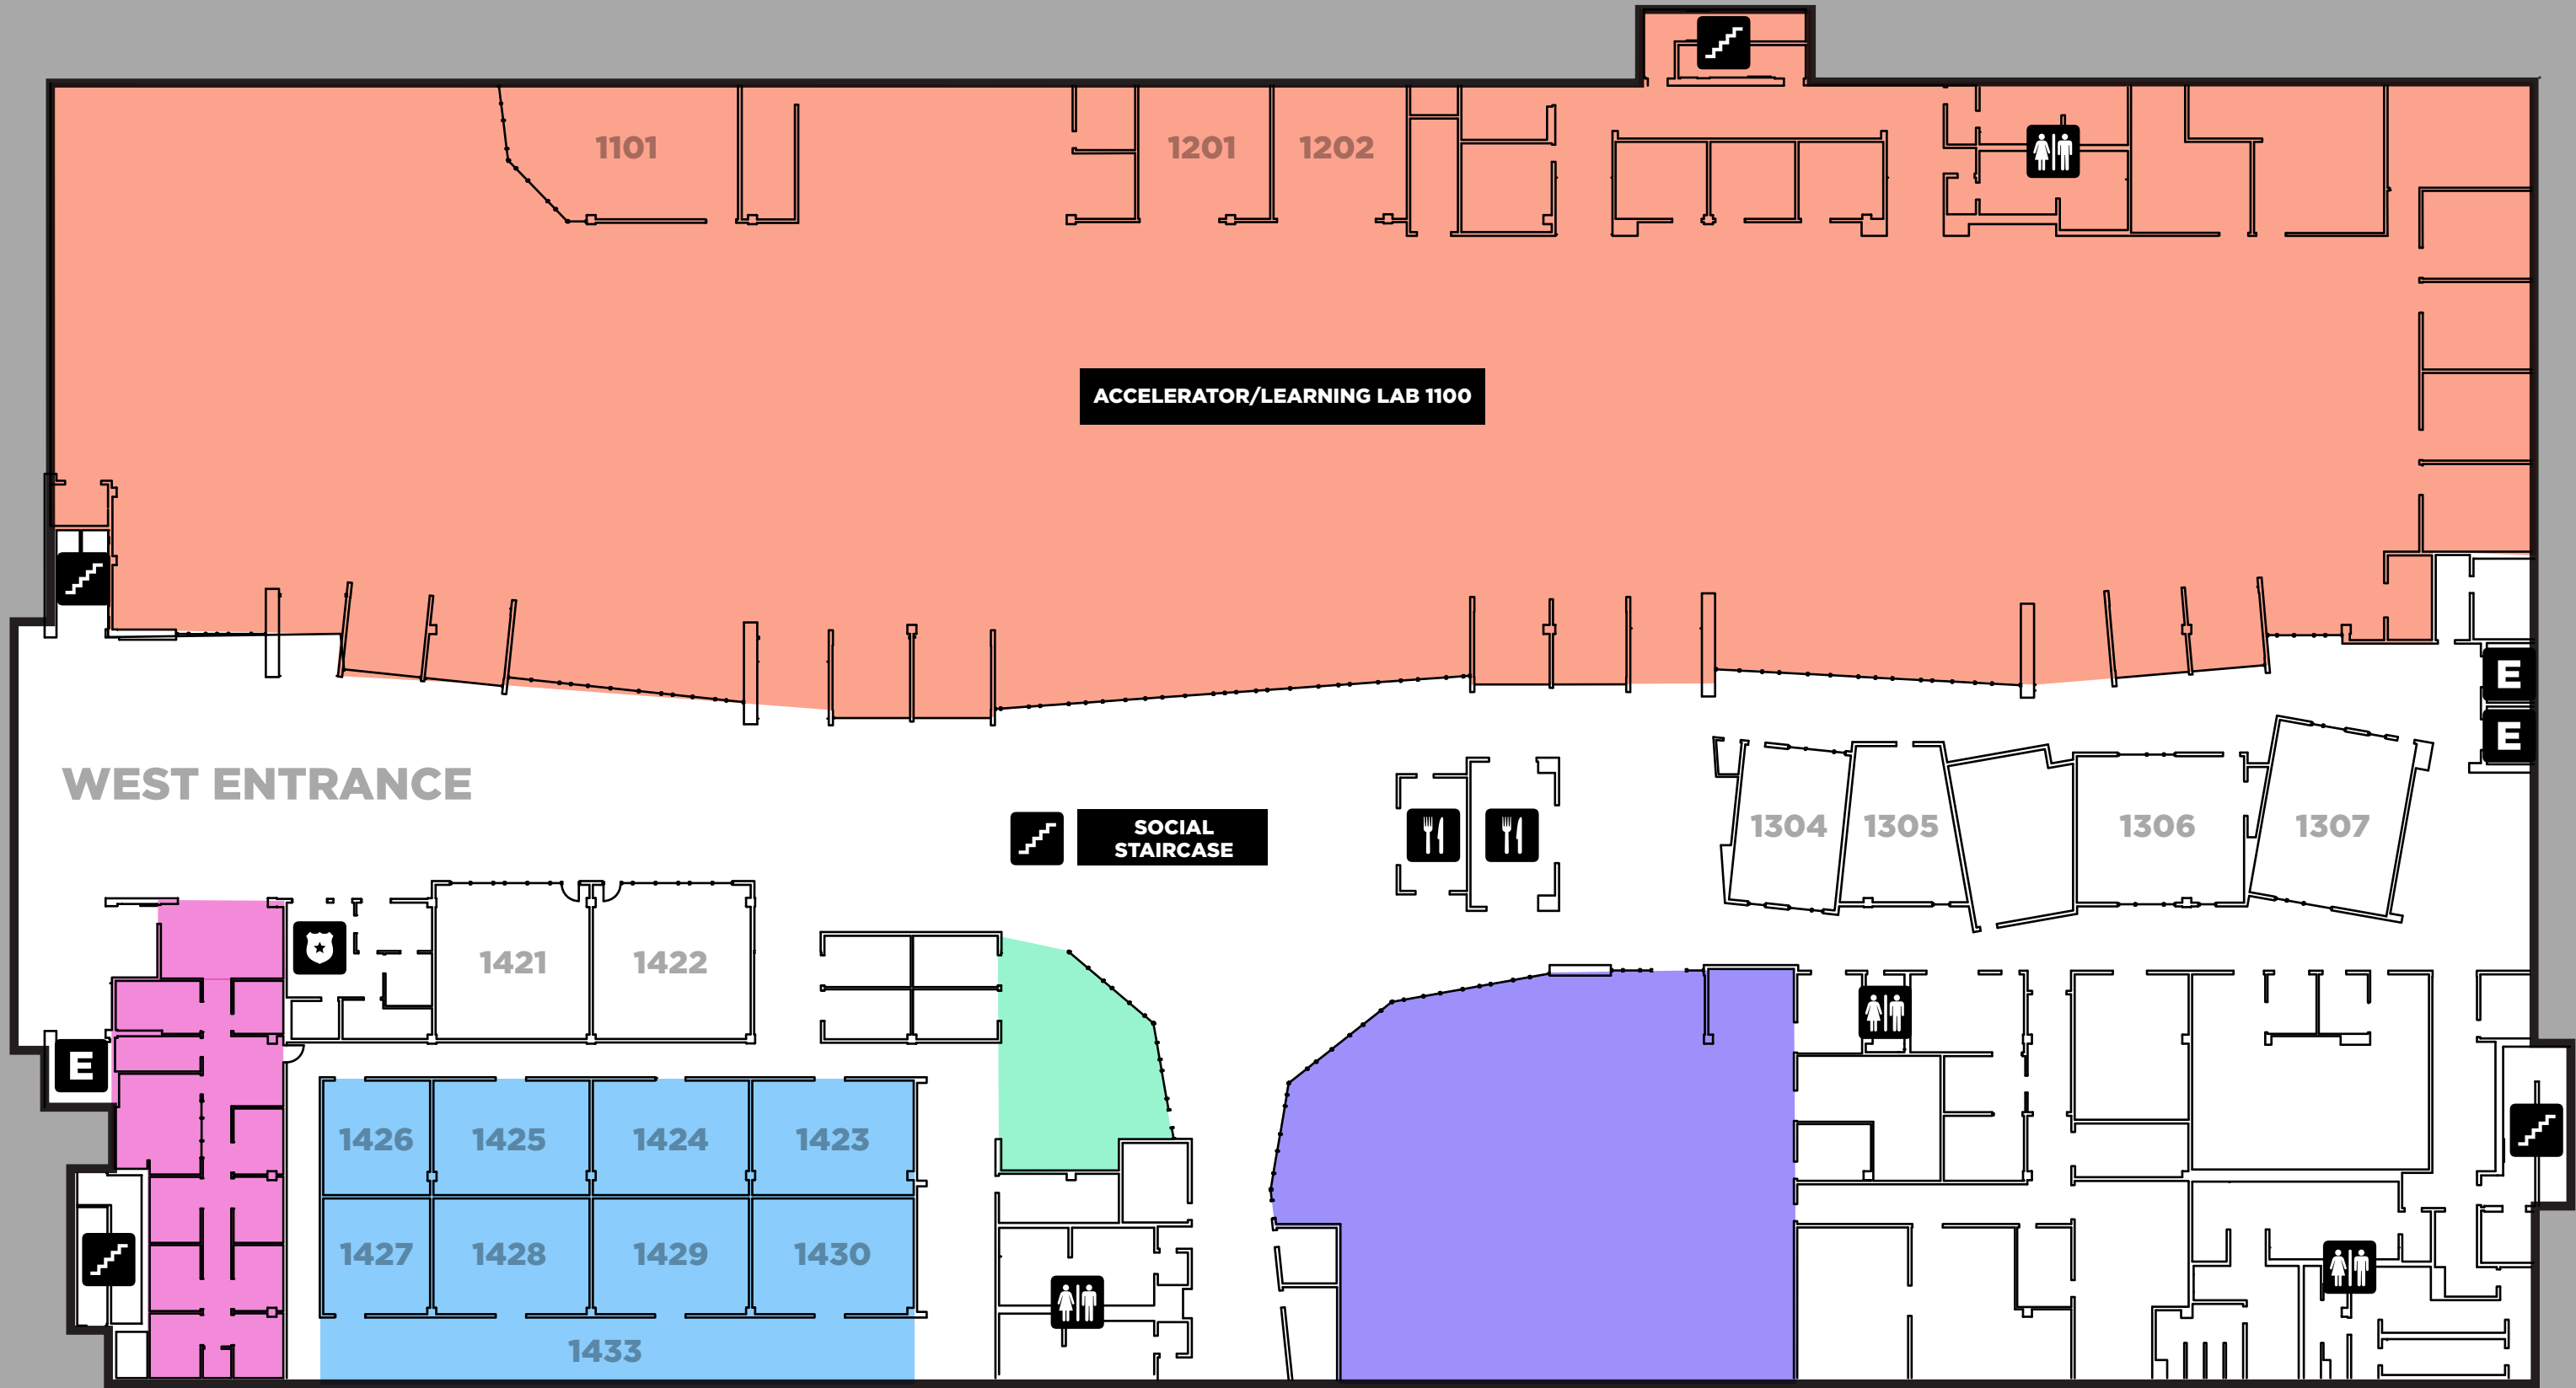 1101
1201
1202
ACCELERATOR/LEARNING LAB 1100
E
E
WEST ENTRANCE
SOCIAL
STAIRCASE
1304
1305
1306
1307
1421
1422
E
1426
1425
1424
1423
1427
1428
1429
1430
1433